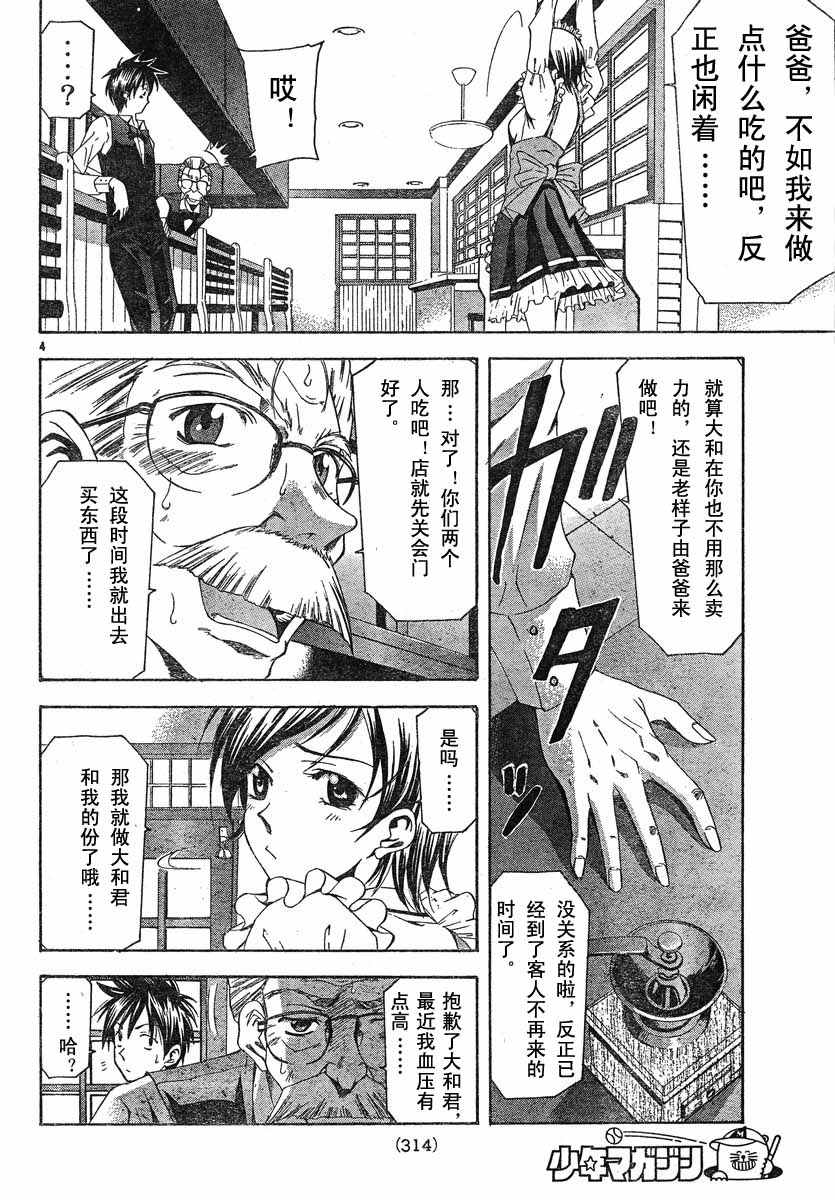 爸爸，不如我来做
点什么吃的吧，反
正也闲着……
哎！
……？
就算大和在你也不用那么卖
力的，还是老样子由爸爸来
做吧！
ガ
タ
没关系的啦，反正已
经到了客人不再来的
时间了。
那…对了！你们两个
人吃吧！店就先关会门
好了。
这段时间我就出去
买东西了……
是吗……
那我就做大和君
和我的份了哦……
抱歉了大和君，
最近我血压有
点高……
……哈？
4
(314)
少年マガジン